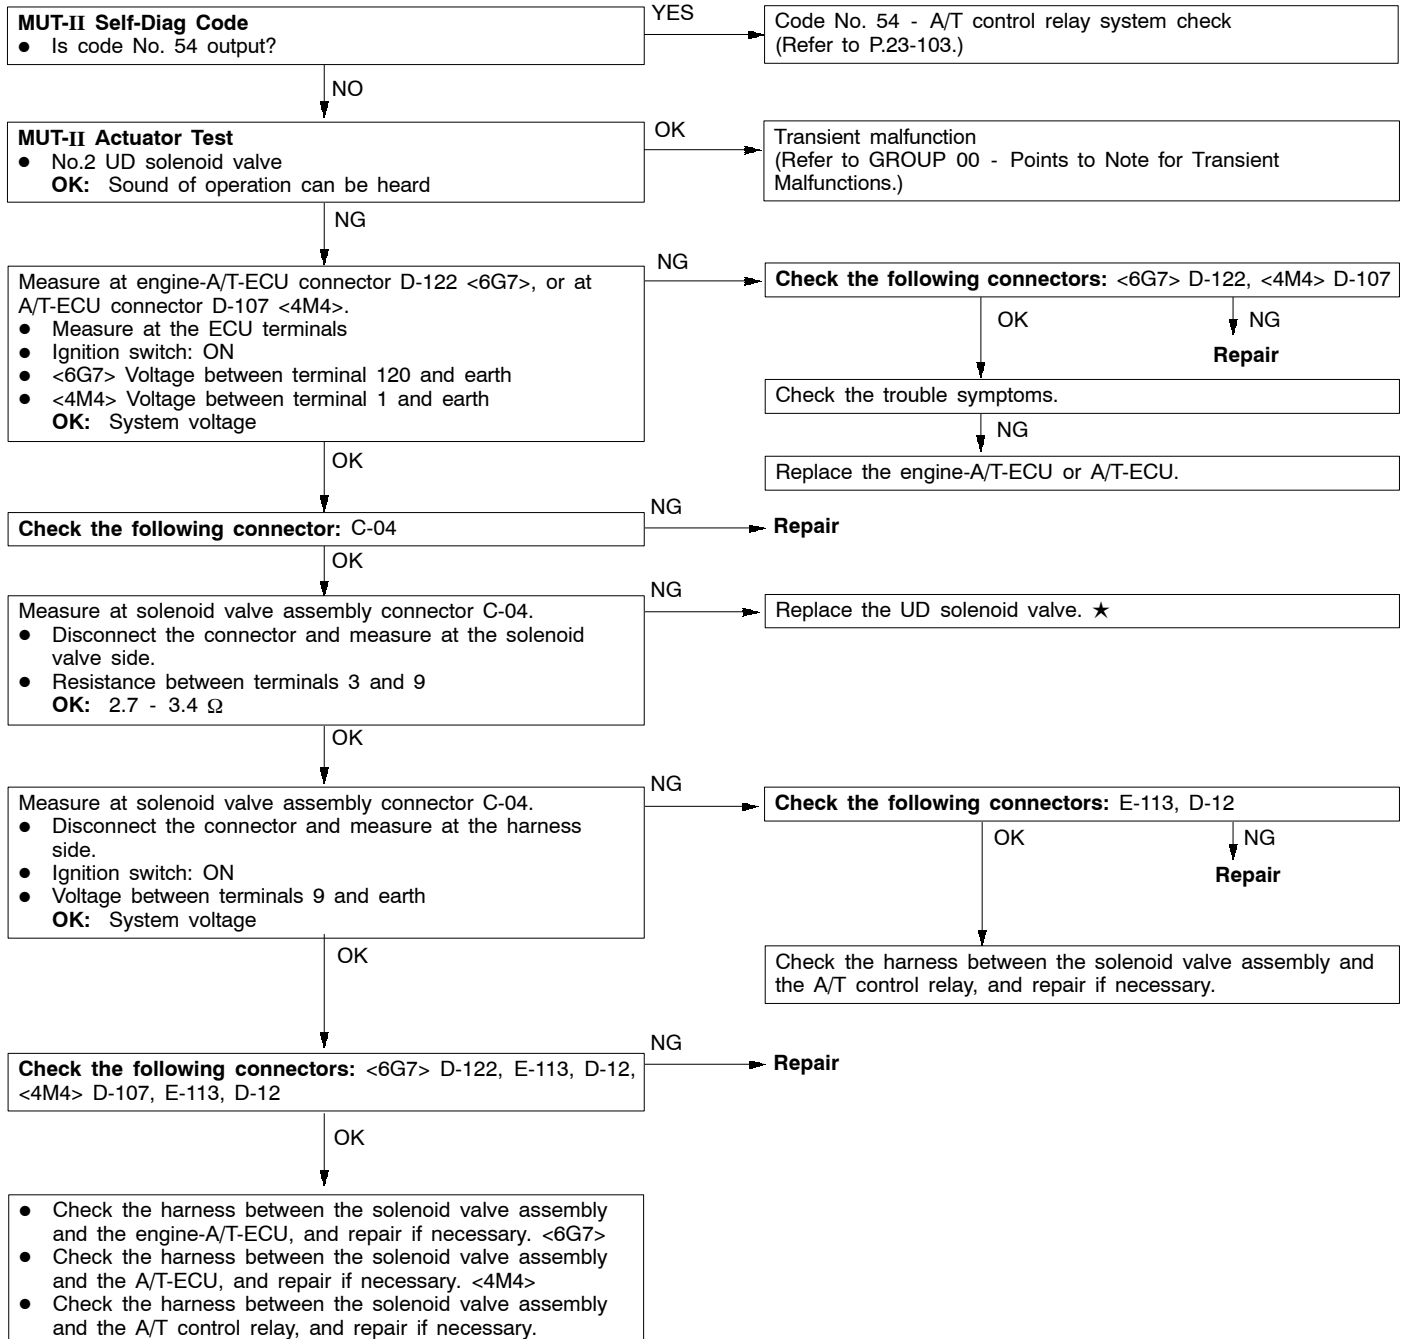 MUT-II Self-Diag Code
● Is code No. 54 output?
YES
Code No. 54 - A/T control relay system check
(Refer to P.23-103.)
NO
MUT-II Actuator Test
● No.2 UD solenoid valve
OK: Sound of operation can be heard
OK
Transient malfunction
(Refer to GROUP 00 - Points to Note for Transient
Malfunctions.)
NG
Measure at engine-A/T-ECU connector D-122 <6G7>, or at
A/T-ECU connector D-107 <4M4>.
● Measure at the ECU terminals
● Ignition switch: ON
● <6G7> Voltage between terminal 120 and earth
● <4M4> Voltage between terminal 1 and earth
OK: System voltage
NG
Check the following connectors: <6G7> D-122, <4M4> D-107
OK
NG
Repair
Check the trouble symptoms.
NG
Replace the engine-A/T-ECU or A/T-ECU.
OK
Check the following connector: C-04
NG
Repair
OK
Measure at solenoid valve assembly connector C-04.
● Disconnect the connector and measure at the solenoid
valve side.
● Resistance between terminals 3 and 9
OK: 2.7 - 3.4 Ω
NG
Replace the UD solenoid valve. ★
OK
Measure at solenoid valve assembly connector C-04.
● Disconnect the connector and measure at the harness
side.
● Ignition switch: ON
● Voltage between terminals 9 and earth
OK: System voltage
NG
Check the following connectors: E-113, D-12
OK
NG
Repair
Check the harness between the solenoid valve assembly and
the A/T control relay, and repair if necessary.
OK
Check the following connectors: <6G7> D-122, E-113, D-12,
<4M4> D-107, E-113, D-12
NG
Repair
OK
● Check the harness between the solenoid valve assembly
and the engine-A/T-ECU, and repair if necessary. <6G7>
● Check the harness between the solenoid valve assembly
and the A/T-ECU, and repair if necessary. <4M4>
● Check the harness between the solenoid valve assembly
and the A/T control relay, and repair if necessary.